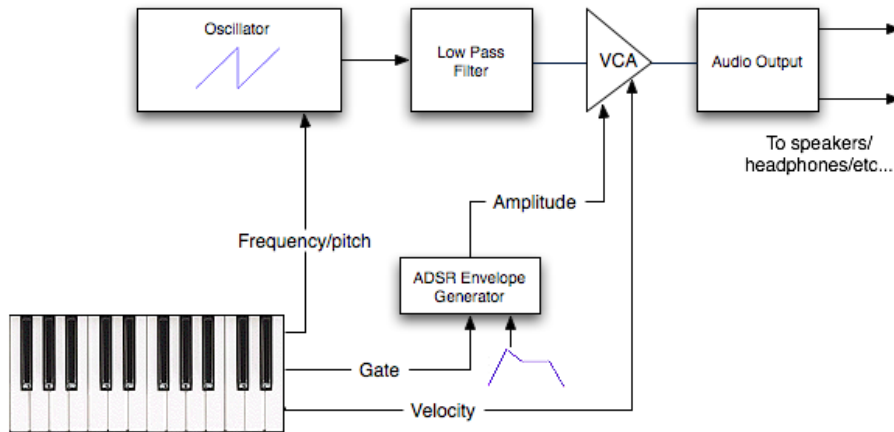 Oscillator
Low Pass
Filter
VCA
Audio Output
To speakers/
headphones/etc...
Amplitude
Frequency/pitch
ADSR Envelope
Generator
Gate
Velocity